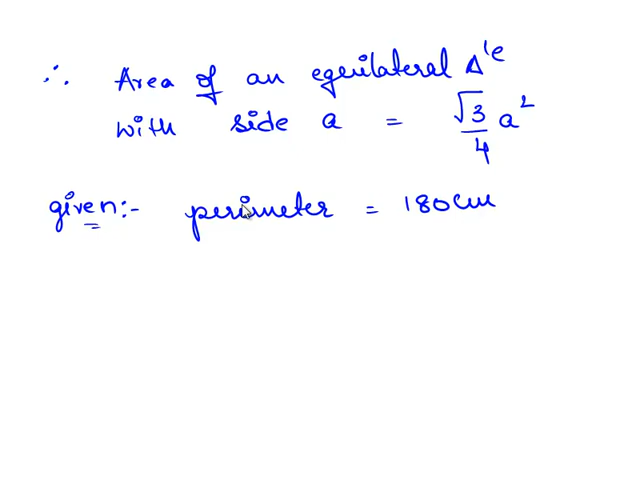 ∴ Area of an equilateral Δ'le
with side a = √3/4 a²
given:- perimeter = 180cm